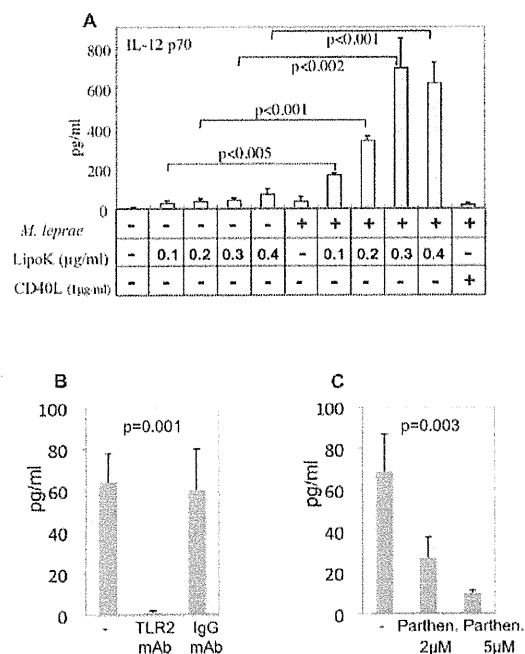 A
IL-12 p70
800
600
400
200
0
pg/ml
p<0.001
p<0.002
p<0.001
p<0.005
M. leprae - - - - - + + + + + +
LipoK (µg/ml) - 0.1 0.2 0.3 0.4 - 0.1 0.2 0.3 0.4 -
CD40L (1µg/ml) - - - - - - - - - - +
B
100
80
60
40
20
0
pg/ml
p=0.001
- TLR2 IgG
mAb mAb
C
100
80
60
40
20
0
pg/ml
p=0.003
- Parthen. Parthen.
2µM 5µM